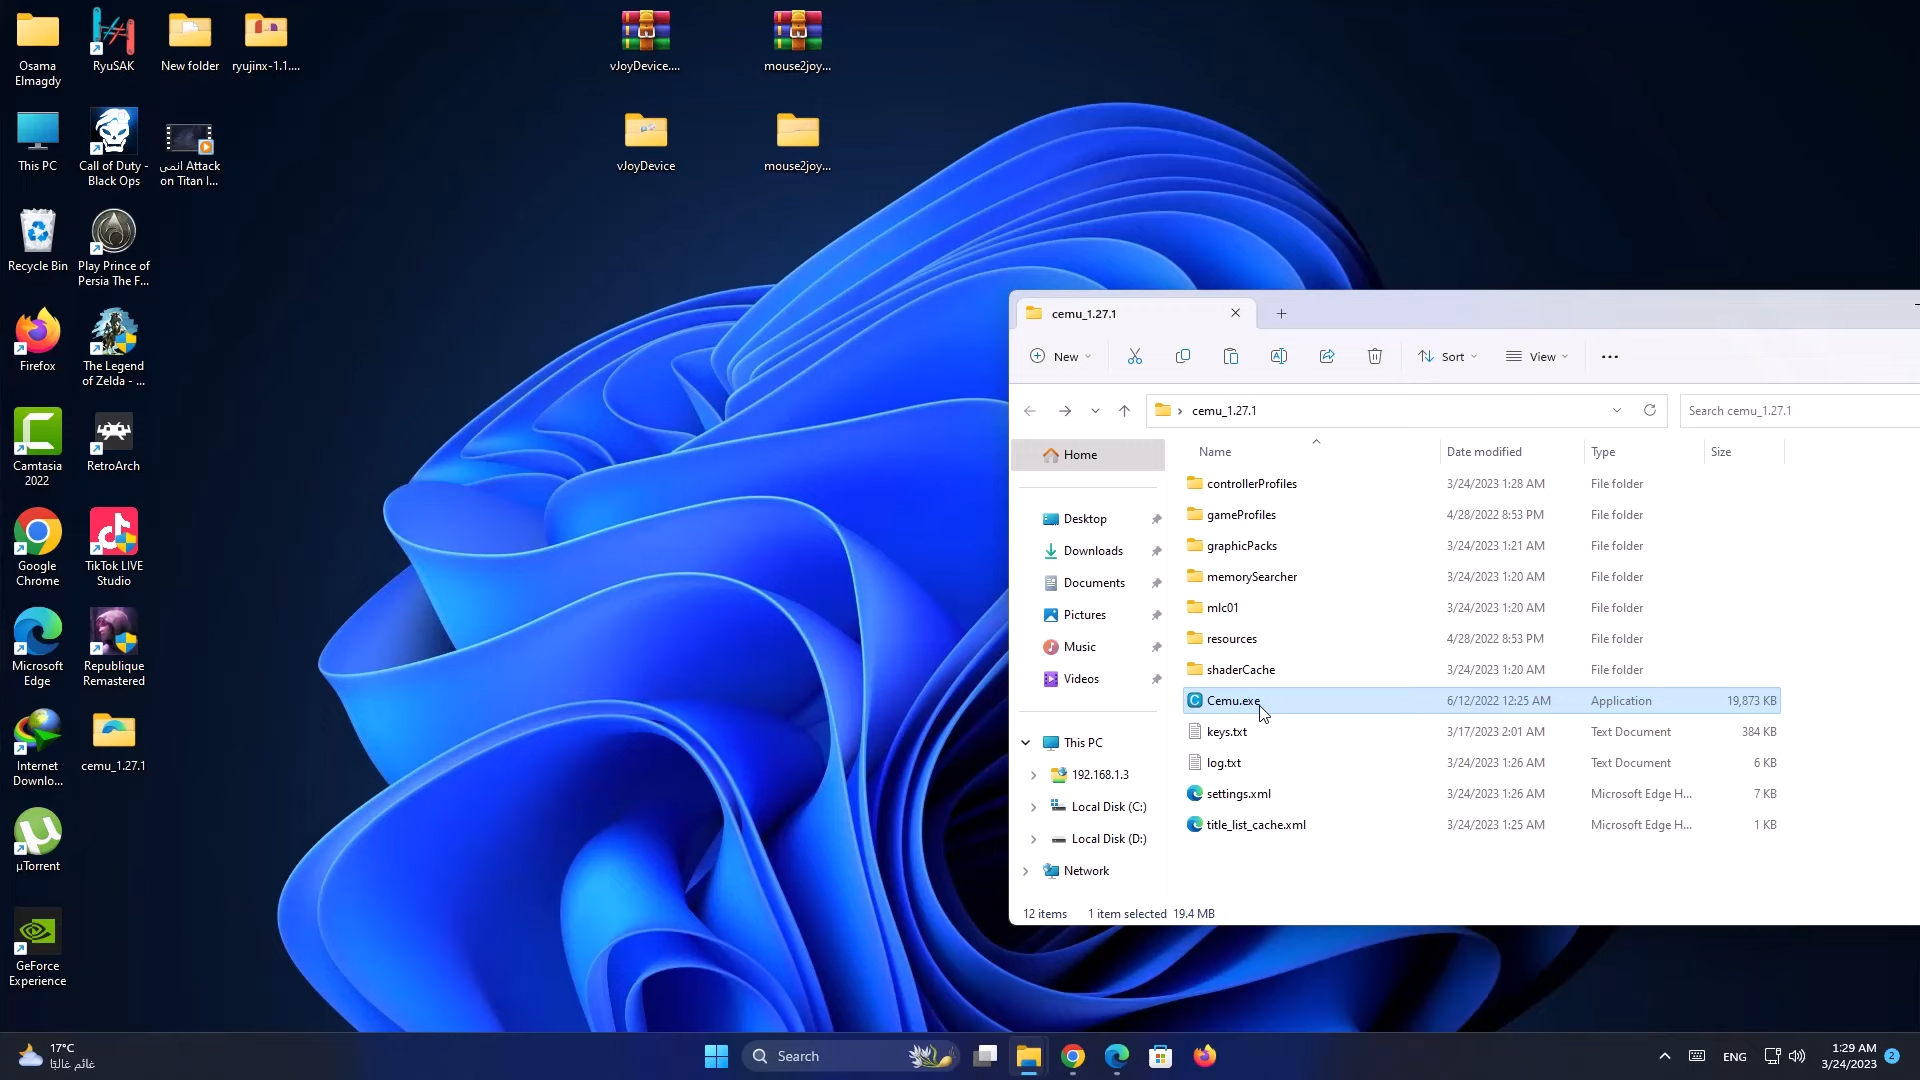 Osama
Elmagdy
RyuSAK
New folder
ryujinx-1.1....
vJoyDevice....
mouse2joy...
This PC
Call of Duty -
Black Ops
انمي Attack
on Titan I...
vJoyDevice
mouse2joy...
Recycle Bin
Play Prince of
Persia The F...
Firefox
The Legend
of Zelda - ...
Camtasia
2022
RetroArch
Google
Chrome
TikTok LIVE
Studio
Microsoft
Edge
Republique
Remastered
Internet
Downlo...
cemu_1.27.1
µTorrent
GeForce
Experience
cemu_1.27.1
New
Sort
View
cemu_1.27.1
Search cemu_1.27.1
Home
Desktop
Downloads
Documents
Pictures
Music
Videos
This PC
192.168.1.3
Local Disk (C:)
Local Disk (D:)
Network
Name Date modified Type Size
controllerProfiles 3/24/2023 1:28 AM File folder
gameProfiles 4/28/2022 8:53 PM File folder
graphicPacks 3/24/2023 1:21 AM File folder
memorySearcher 3/24/2023 1:20 AM File folder
mlc01 3/24/2023 1:20 AM File folder
resources 4/28/2022 8:53 PM File folder
shaderCache 3/24/2023 1:20 AM File folder
Cemu.exe 6/12/2022 12:25 AM Application 19,873 KB
keys.txt 3/17/2023 2:01 AM Text Document 384 KB
log.txt 3/24/2023 1:26 AM Text Document 6 KB
settings.xml 3/24/2023 1:26 AM Microsoft Edge H... 7 KB
title_list_cache.xml 3/24/2023 1:25 AM Microsoft Edge H... 1 KB
12 items 1 item selected 19.4 MB
17°C
غائم غالبًا
Search
ENG
1:29 AM
3/24/2023
2